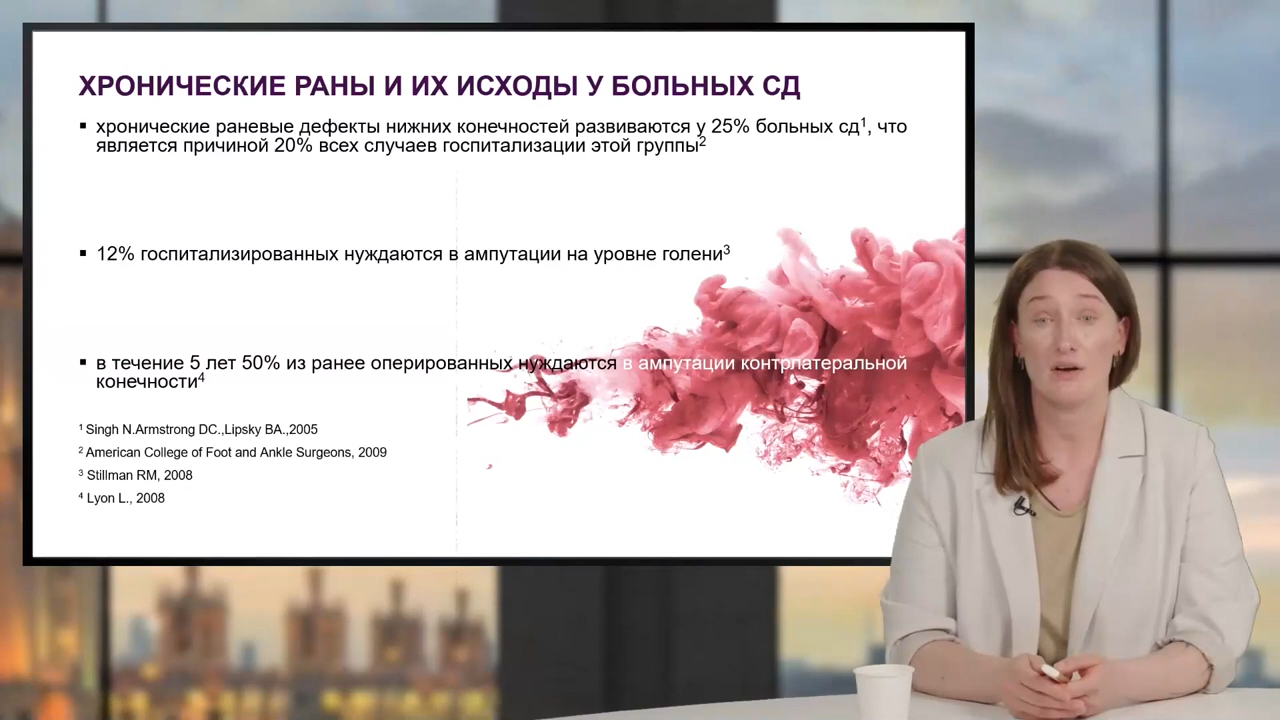 ХРОНИЧЕСКИЕ РАНЫ И ИХ ИСХОДЫ У БОЛЬНЫХ СД
▪ хронические раневые дефекты нижних конечностей развиваются у 25% больных сд¹, что
является причиной 20% всех случаев госпитализации этой группы²
▪ 12% госпитализированных нуждаются в ампутации на уровне голени³
▪ в течение 5 лет 50% из ранее оперированных нуждаются в ампутации контрлатеральной
конечности⁴
¹ Singh N.Armstrong DC.,Lipsky BA.,2005
² American College of Foot and Ankle Surgeons, 2009
³ Stillman RM, 2008
⁴ Lyon L., 2008